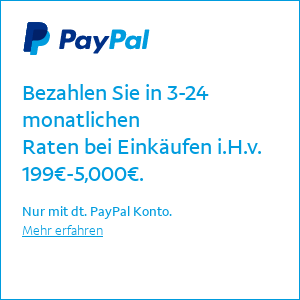 PayPal
Bezahlen Sie in 3-24
monatlichen
Raten bei Einkäufen i.H.v.
199€-5,000€.
Nur mit dt. PayPal Konto.
Mehr erfahren